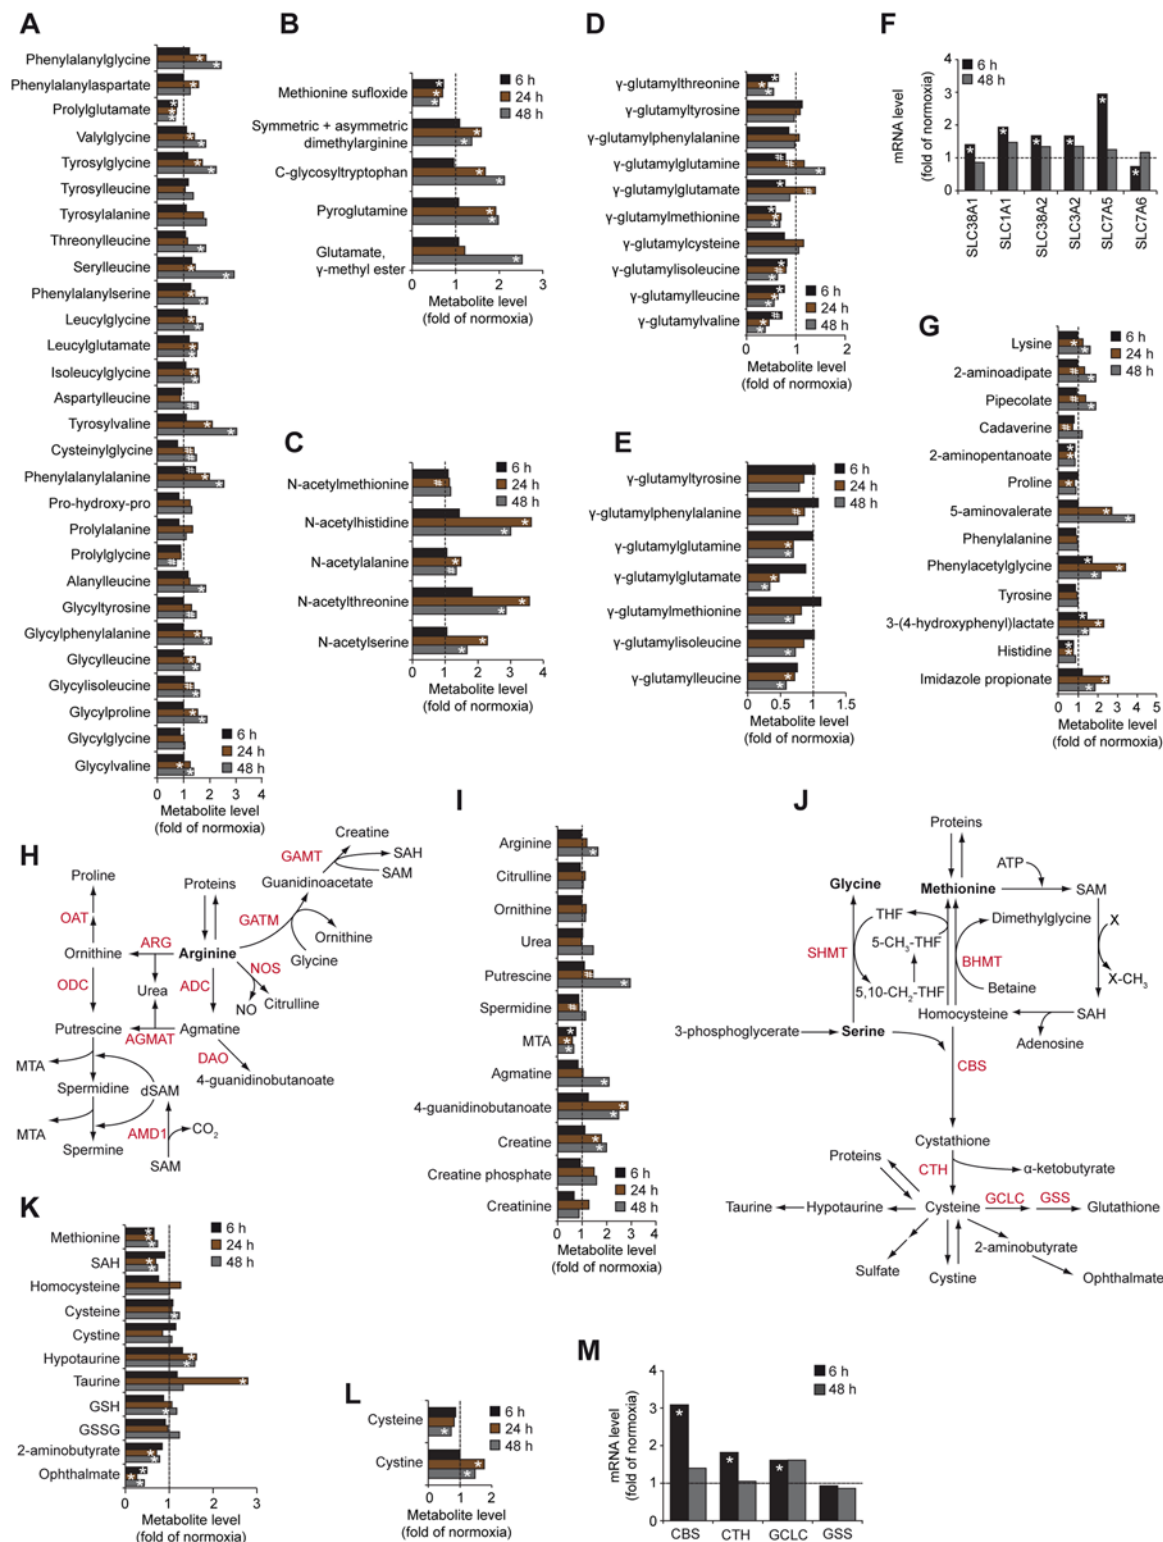 A
Phenylalanylglycine
Phenylalanylaspartate
Prolylglutamate
Valylglycine
Tyrosylglycine
Tyrosylleucine
Tyrosylalanine
Threonylleucine
Serylleucine
Phenylalanylserine
Leucylglycine
Leucylglutamate
Isoleucylglycine
Aspartylleucine
Tyrosylvaline
Cysteinylglycine
Phenylalanylalanine
Pro-hydroxy-pro
Prolylalanine
Prolylglycine
Alanylleucine
Glycyltyrosine
Glycylphenylalanine
Glycylleucine
Glycylisoleucine
Glycylproline
Glycylglycine
Glycylvaline
6 h
24 h
48 h
0 1 2 3 4
Metabolite level
(fold of normoxia)
B
6 h
24 h
48 h
Methionine sufloxide
Symmetric + asymmetric
dimethylarginine
C-glycosyltryptophan
Pyroglutamine
Glutamate,
γ-methyl ester
0 1 2 3
Metabolite level
(fold of normoxia)
C
6 h
24 h
48 h
N-acetylmethionine
N-acetylhistidine
N-acetylalanine
N-acetylthreonine
N-acetylserine
0 1 2 3 4
Metabolite level
(fold of normoxia)
D
γ-glutamylthreonine
γ-glutamyltyrosine
γ-glutamylphenylalanine
γ-glutamylglutamine
γ-glutamylglutamate
γ-glutamylmethionine
γ-glutamylcysteine
γ-glutamylisoleucine
γ-glutamylleucine
γ-glutamylvaline
6 h
24 h
48 h
0 1 2
Metabolite level
(fold of normoxia)
E
6 h
24 h
48 h
γ-glutamyltyrosine
γ-glutamylphenylalanine
γ-glutamylglutamine
γ-glutamylglutamate
γ-glutamylmethionine
γ-glutamylisoleucine
γ-glutamylleucine
0 0.5 1 1.5
Metabolite level
(fold of normoxia)
F
6 h
48 h
mRNA level
(fold of normoxia)
4
3
2
1
0
SLC38A1
SLC1A1
SLC38A2
SLC3A2
SLC7A5
SLC7A6
G
6 h
24 h
48 h
Lysine
2-aminoadipate
Pipecolate
Cadaverine
2-aminopentanoate
Proline
5-aminovalerate
Phenylalanine
Phenylacetylglycine
Tyrosine
3-(4-hydroxyphenyl)lactate
Histidine
Imidazole propionate
0 1 2 3 4 5
Metabolite level
(fold of normoxia)
H
Creatine
GAMT
SAH
SAM
Proline
Proteins
Guanidinoacetate
OAT
GATM
Ornithine
ARG
Ornithine
Arginine
Glycine
NOS
ODC
Urea
ADC
NO
Citrulline
Putrescine
Agmatine
AGMAT
MTA
DAO
4-guanidinobutanoate
Spermidine
dSAM
MTA
AMD1
CO2
Spermine
SAM
I
Arginine
Citrulline
Ornithine
Urea
Putrescine
Spermidine
MTA
Agmatine
4-guanidinobutanoate
Creatine
Creatine phosphate
Creatinine
6 h
24 h
48 h
0 1 2 3 4
Metabolite level
(fold of normoxia)
J
Proteins
ATP
Glycine
Methionine
SAM
THF
Dimethylglycine
X
5-CH3-THF
SHMT
BHMT
X-CH3
5,10-CH2-THF
Betaine
Homocysteine
SAH
3-phosphoglycerate
Serine
Adenosine
CBS
Cystathione
Proteins
CTH
α-ketobutyrate
GCLC
GSS
Taurine
Hypotaurine
Cysteine
Glutathione
2-aminobutyrate
Sulfate
Cystine
Ophthalmate
K
6 h
24 h
48 h
Methionine
SAH
Homocysteine
Cysteine
Cystine
Hypotaurine
Taurine
GSH
GSSG
2-aminobutyrate
Ophthalmate
0 1 2 3
Metabolite level
(fold of normoxia)
L
6 h
24 h
48 h
Cysteine
Cystine
0 1 2
Metabolite level
(fold of normoxia)
M
6 h
48 h
mRNA level
(fold of normoxia)
4
3
2
1
0
CBS CTH GCLC GSS